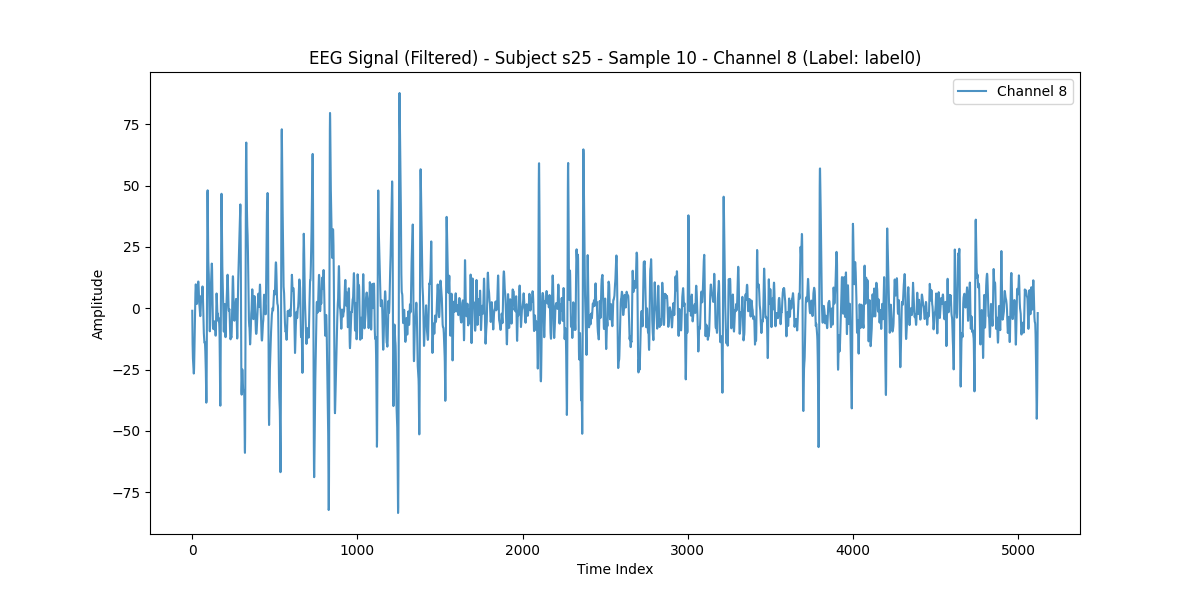 EEG Signal (Filtered) - Subject s25 - Sample 10 - Channel 8 (Label: label0)
Channel 8
75
50
25
0
−25
−50
−75
Amplitude
0 1000 2000 3000 4000 5000
Time Index